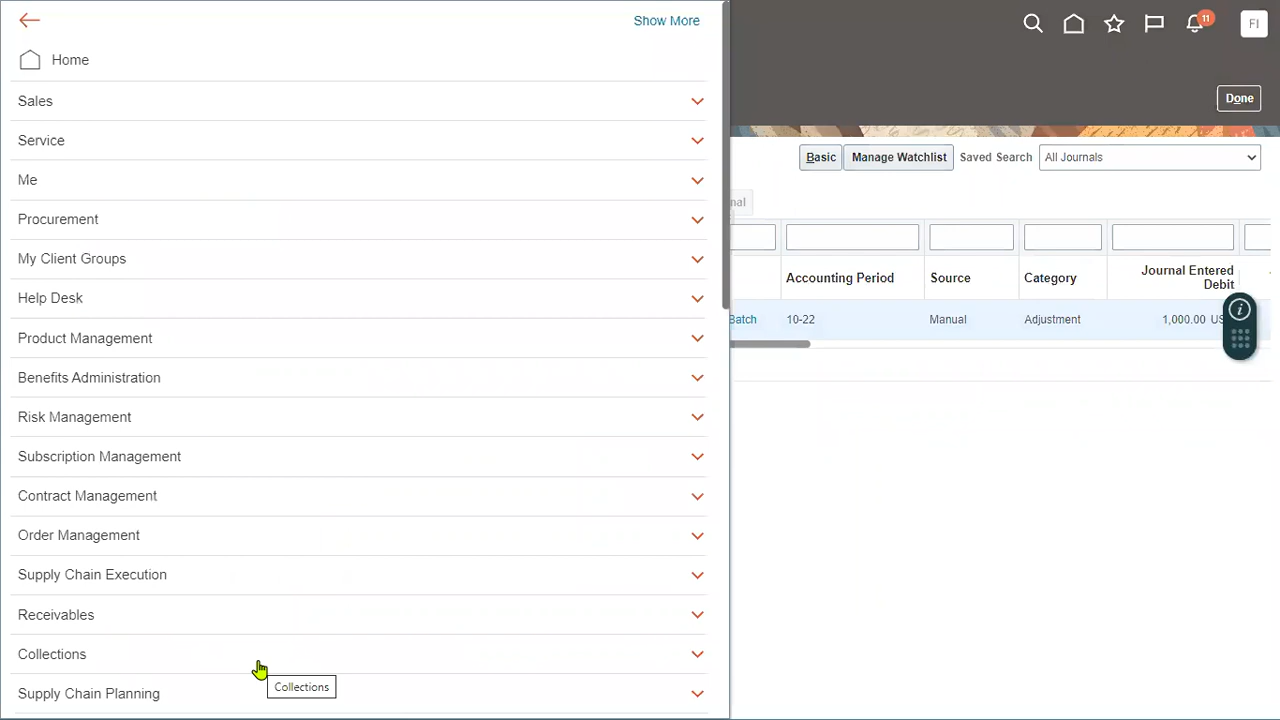 Show More
Home
Sales
Service
Me
Procurement
My Client Groups
Help Desk
Product Management
Benefits Administration
Risk Management
Subscription Management
Contract Management
Order Management
Supply Chain Execution
Receivables
Collections
Collections
Supply Chain Planning
11
FI
Done
Basic Manage Watchlist Saved Search All Journals
nal
Accounting Period Source Category Journal Entered
Debit
Batch 10-22 Manual Adjustment 1,000.00 US